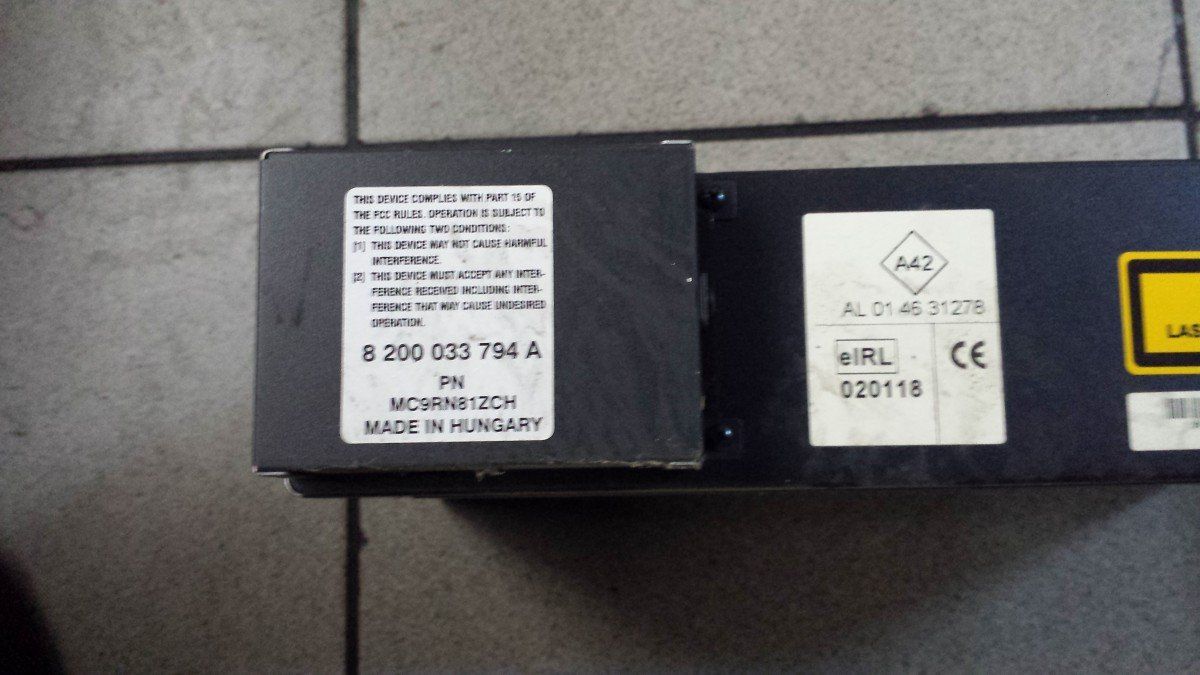 THIS DEVICE COMPLIES WITH PART 15 OF
THE FCC RULES. OPERATION IS SUBJECT TO
THE FOLLOWING TWO CONDITIONS:
[1] THIS DEVICE MAY NOT CAUSE HARMFUL
INTERFERENCE.
[2] THIS DEVICE MUST ACCEPT ANY INTER-
FERENCE RECEIVED INCLUDING INTER-
FERENCE THAT MAY CAUSE UNDESIRED
OPERATION.
8 200 033 794 A
PN
MC9RN81ZCH
MADE IN HUNGARY
A42
AL 01 46 31278
eIRL
020118
CE
LAS